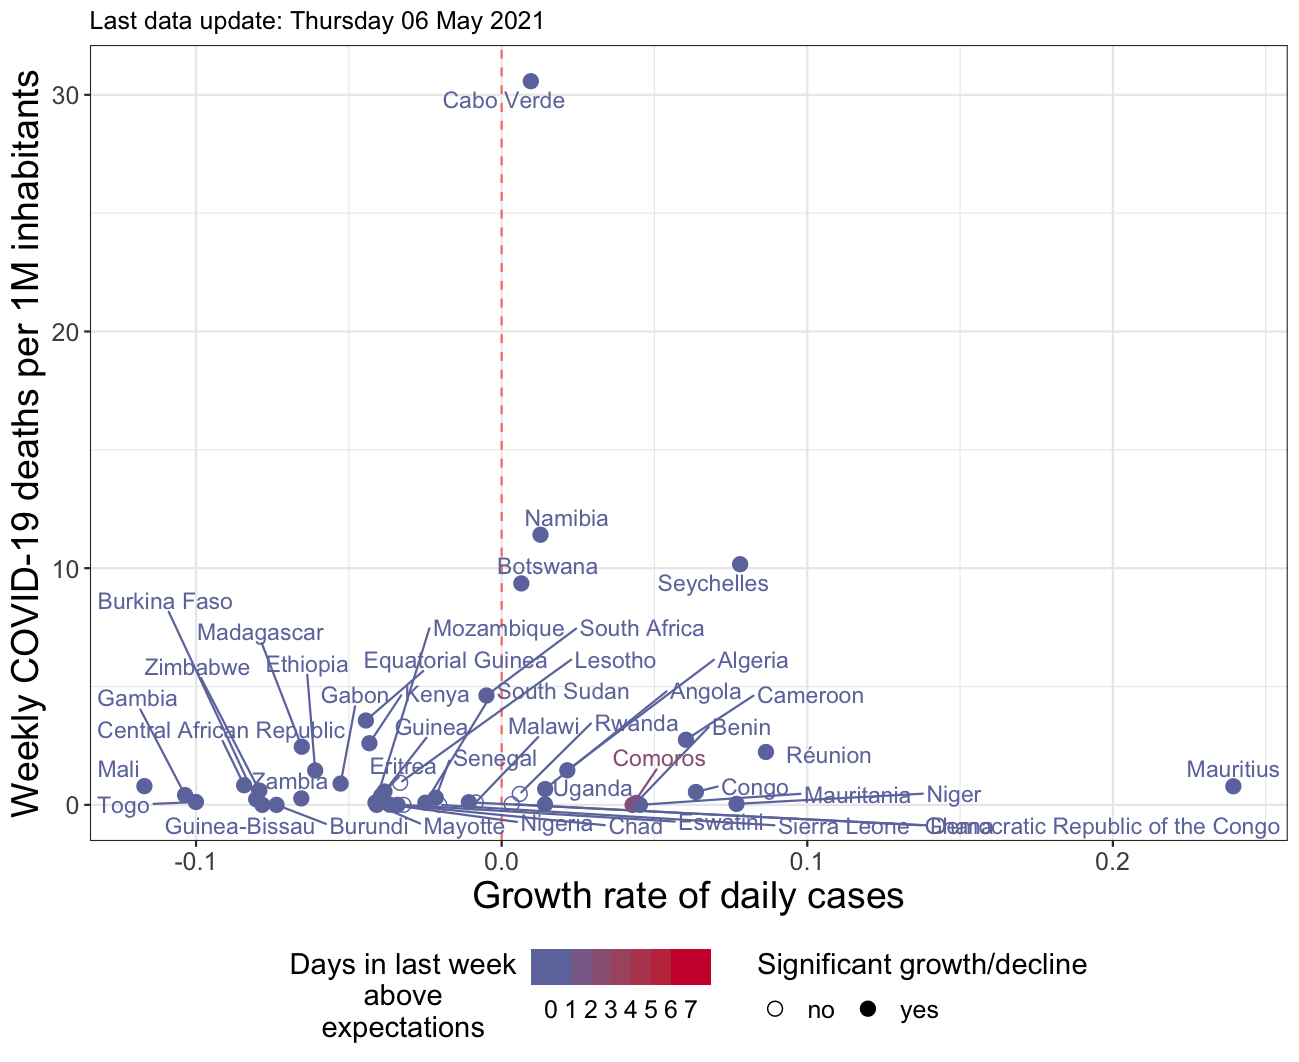 Last data update: Thursday 06 May 2021
Weekly COVID-19 deaths per 1M inhabitants
30
20
10
0
Cabo Verde
Namibia
Botswana
Seychelles
Burkina Faso
Madagascar
Mozambique
South Africa
Zimbabwe
Ethiopia
Equatorial Guinea
Lesotho
Algeria
Gambia
Gabon
Kenya
South Sudan
Angola
Cameroon
Central African Republic
Guinea
Malawi
Rwanda
Benin
Mali
Zambia
Eritrea
Senegal
Comoros
Réunion
Mauritius
Togo
Uganda
Congo
Mauritania
Niger
Guinea-Bissau
Burundi
Mayotte
Nigeria
Chad
Eswatini
Sierra Leone
Ghana
Democratic Republic of the Congo
-0.1
0.0
0.1
0.2
Growth rate of daily cases
Days in last week
above
expectations
0 1 2 3 4 5 6 7
Significant growth/decline
no
yes